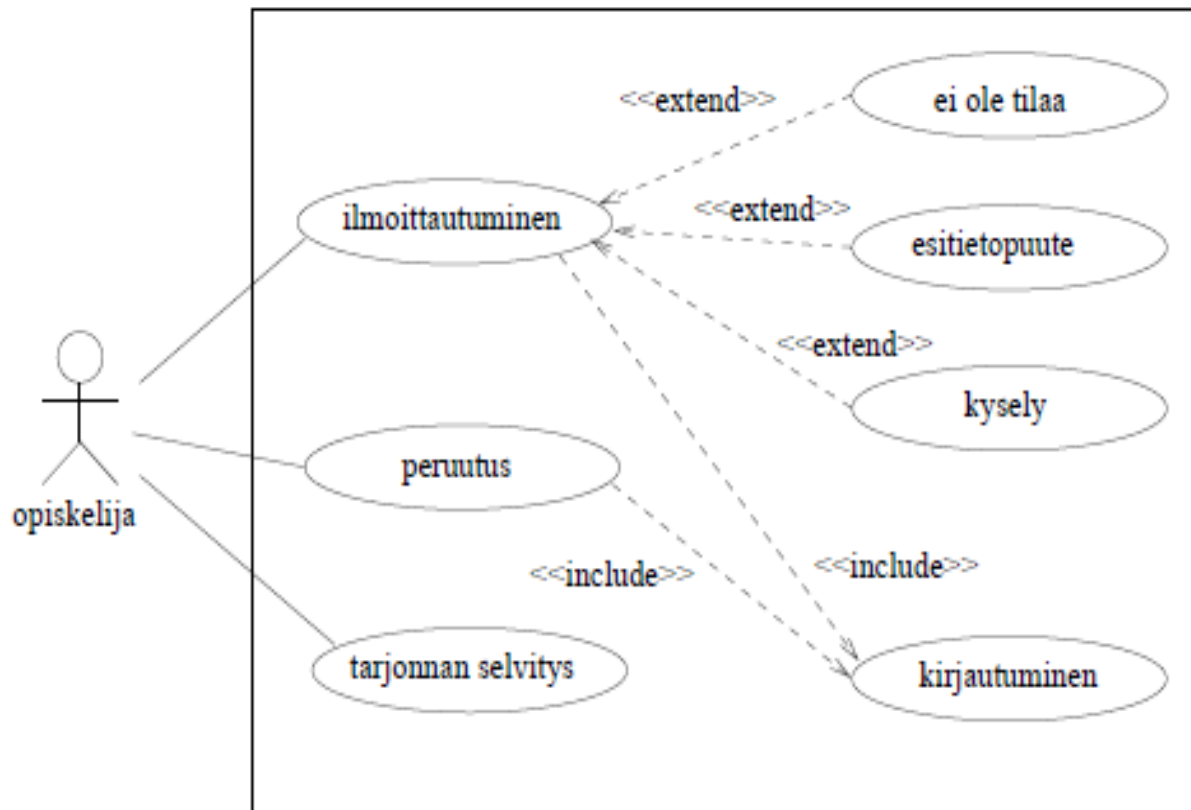 ei ole tilaa
<<extend>>
ilmoittautuminen
<<extend>>
esitietopuute
<<extend>>
kysely
peruutus
opiskelija
<<include>>
<<include>>
tarjonnan selvitys
kirjautuminen